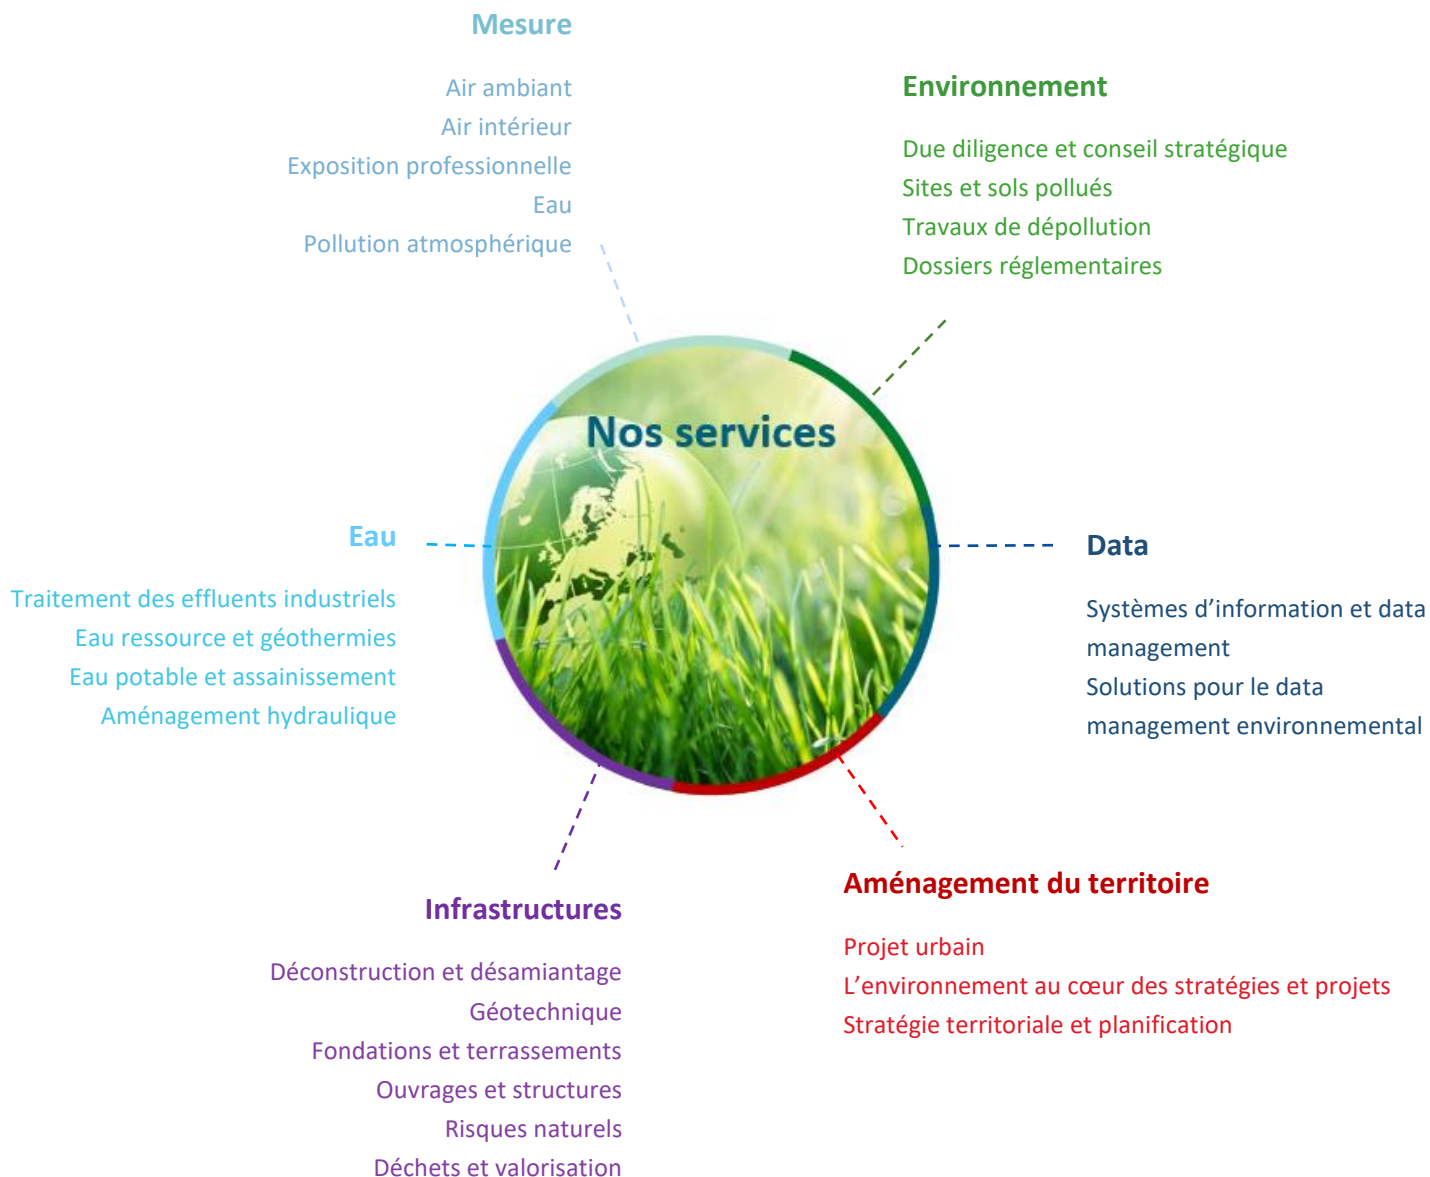 Mesure
Air ambiant
Air intérieur
Exposition professionnelle
Eau
Pollution atmosphérique
Environnement
Due diligence et conseil stratégique
Sites et sols pollués
Travaux de dépollution
Dossiers réglementaires
Nos services
Eau
Traitement des effluents industriels
Eau ressource et géothermies
Eau potable et assainissement
Aménagement hydraulique
Data
Systèmes d’information et data
management
Solutions pour le data
management environnemental
Infrastructures
Déconstruction et désamiantage
Géotechnique
Fondations et terrassements
Ouvrages et structures
Risques naturels
Déchets et valorisation
Aménagement du territoire
Projet urbain
L’environnement au cœur des stratégies et projets
Stratégie territoriale et planification